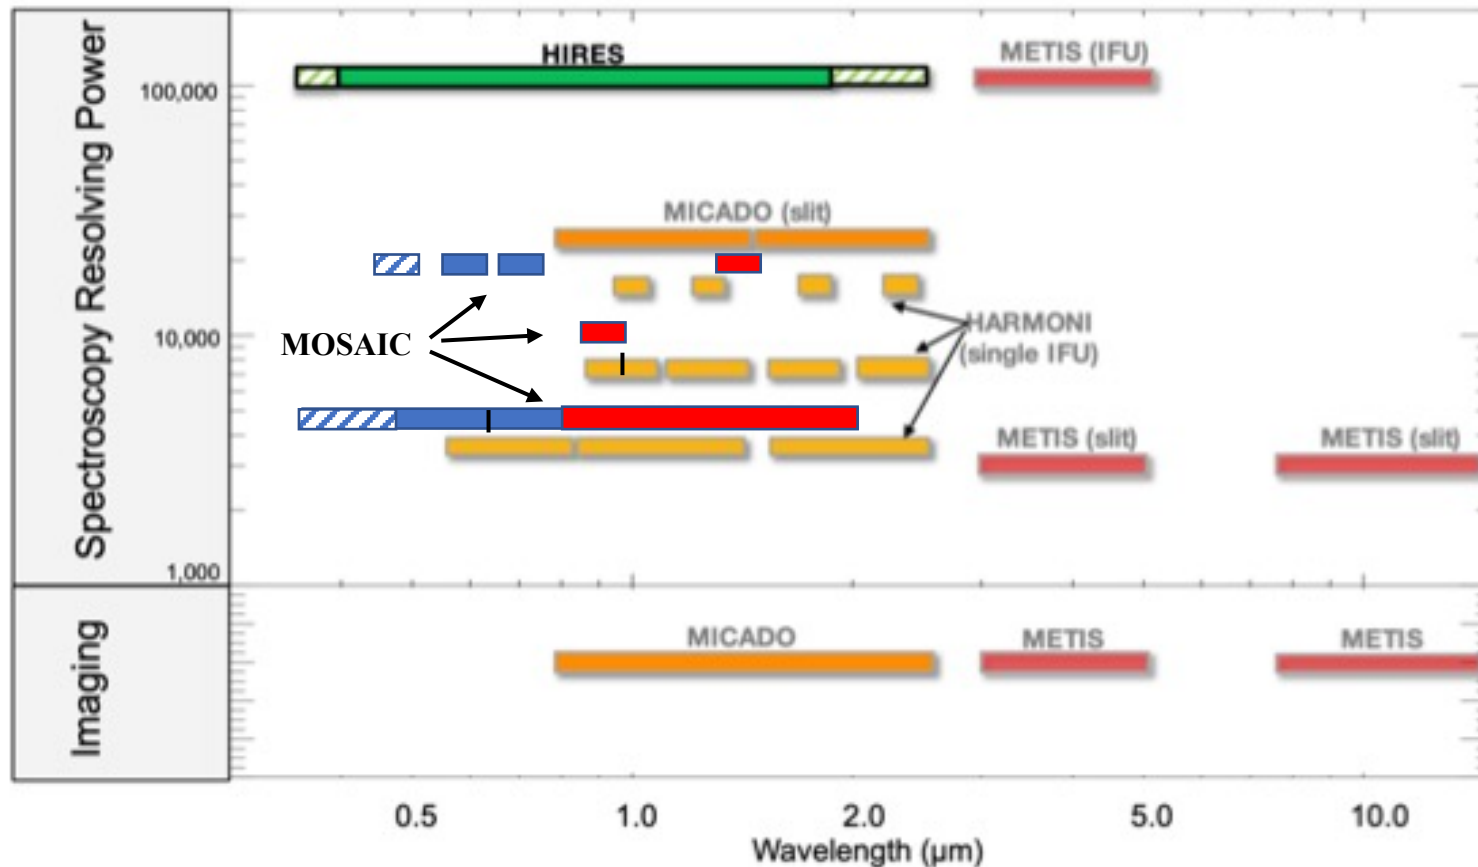 Spectroscopy Resolving Power
100,000
10,000
1,000
HIRES
METIS (IFU)
MICADO (slit)
MOSAIC
HARMONI
(single IFU)
METIS (slit)
METIS (slit)
Imaging
MICADO
METIS
METIS
0.5
1.0
2.0
5.0
10.0
Wavelength (μm)